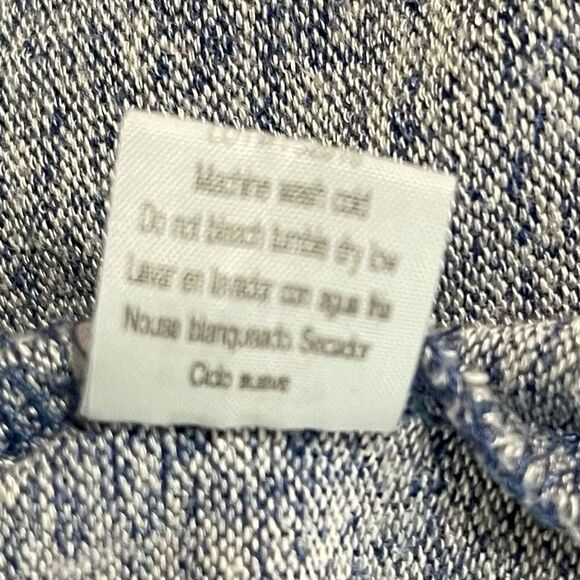 Machine wash cold
Do not bleach tumble dry low
Lavar en lavador con agua fria
Nouse blanqueado Secador
Ciclo suave